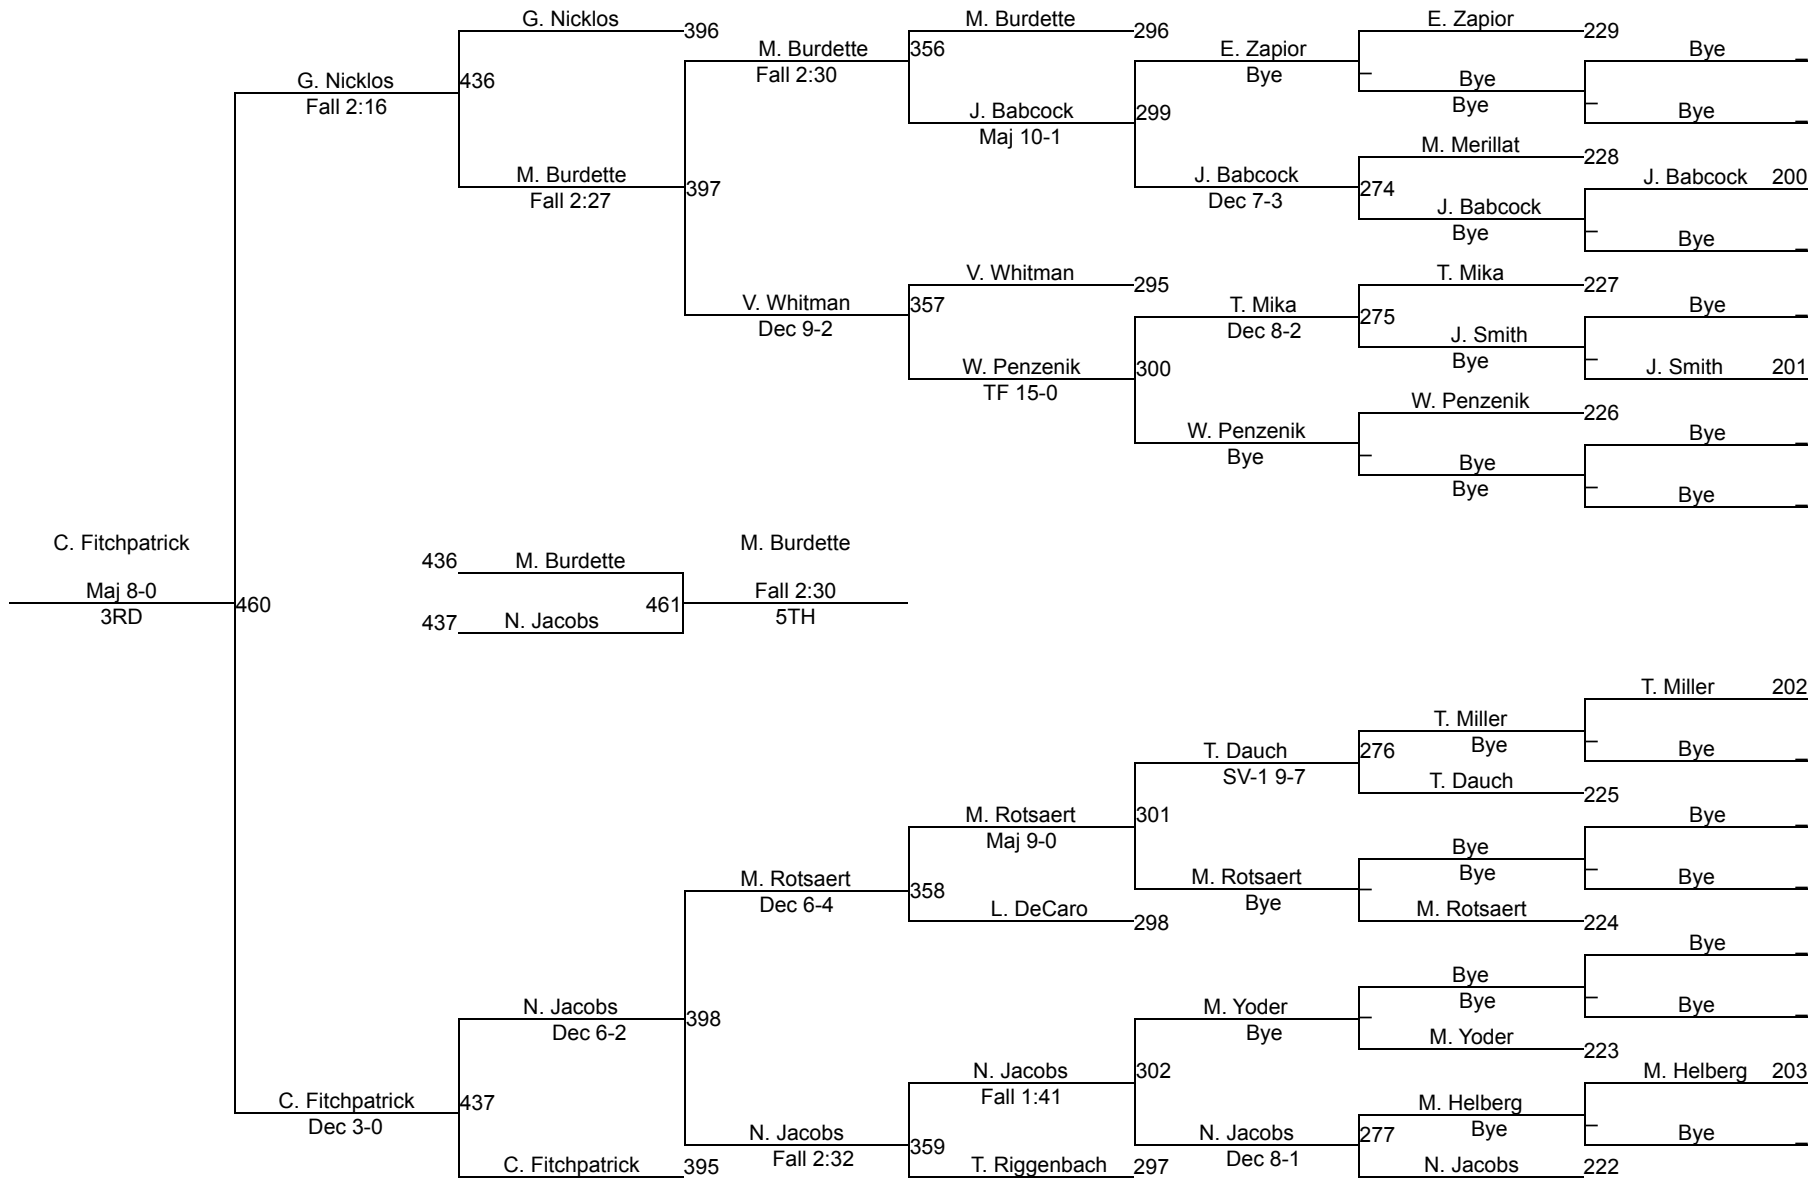 G. Nicklos 396
M. Burdette 296
E. Zapior 229
M. Burdette 356
Fall 2:30
E. Zapior
Bye
Bye _
G. Nicklos 436
Fall 2:16
_ Bye
Bye
J. Babcock 299
Maj 10-1
_ Bye _
M. Merillat 228
M. Burdette 397
Fall 2:27
J. Babcock 274
Dec 7-3
J. Babcock 200
J. Babcock
Bye
_ Bye _
V. Whitman 295
T. Mika 227
V. Whitman 357
Dec 9-2
T. Mika 275
Dec 8-2
Bye _
J. Smith
Bye
W. Penzenik 300
TF 15-0
_ J. Smith 201
W. Penzenik 226
W. Penzenik
Bye
Bye _
_ Bye
Bye
_ Bye _
C. Fitchpatrick
Maj 8-0
3RD
460
436 M. Burdette
437 N. Jacobs
461
M. Burdette
Fall 2:30
5TH
T. Miller 202
T. Miller
Bye
T. Dauch 276
SV-1 9-7
_ Bye _
T. Dauch 225
M. Rotsaert 301
Maj 9-0
Bye _
Bye
Bye
M. Rotsaert 358
Dec 6-4
M. Rotsaert
Bye
_ Bye _
_
L. DeCaro 298
M. Rotsaert 224
Bye _
Bye
Bye
N. Jacobs 398
Dec 6-2
M. Yoder
Bye
_ Bye _
_
M. Yoder 223
N. Jacobs 302
Fall 1:41
M. Helberg 203
C. Fitchpatrick 437
Dec 3-0
M. Helberg
Bye
N. Jacobs 359
Fall 2:32
N. Jacobs 277
Dec 8-1
_ Bye _
C. Fitchpatrick 395
T. Riggenbach 297
N. Jacobs 222